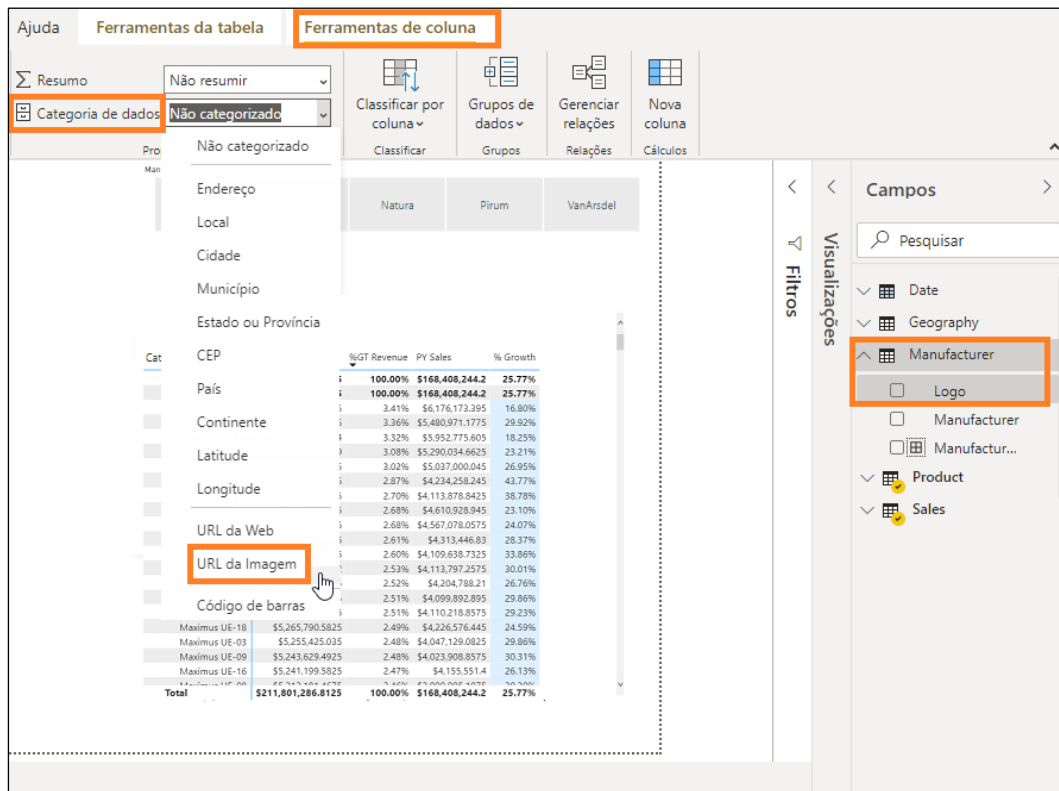 Ajuda Ferramentas da tabela Ferramentas de coluna
Resumo Não resumir
Categoria de dados Não categorizado
Classificar por coluna
Grupos de dados
Gerenciar relações
Nova coluna
Pro Classificar Grupos Relações Cálculos
Não categorizado
Endereço
Local
Cidade
Município
Estado ou Província
CEP
País
Continente
Latitude
Longitude
URL da Web
URL da Imagem
Código de barras
Man
Natura Pirum VanArsdel
Cat %GT Revenue PY Sales % Growth
100.00% $168,408,244.2 25.77%
100.00% $168,408,244.2 25.77%
3.41% $6,176,173.395 16.80%
3.36% $5,480,971.1775 29.92%
3.32% $5,952,775.605 18.25%
3.08% $5,290,034.6625 23.21%
3.02% $5,037,000.045 26.95%
2.87% $4,234,258.245 43.77%
2.70% $4,113,878.8425 38.78%
2.68% $4,610,928.945 23.10%
2.68% $4,567,078.0575 24.07%
2.61% $4,313,446.83 28.37%
2.60% $4,109,638.7325 33.86%
2.53% $4,113,797.2575 30.01%
2.52% $4,204,788.21 26.76%
2.51% $4,099,892.895 29.86%
2.51% $4,110,218.8575 29.23%
Maximus UE-18 $5,265,790.5825 2.49% $4,226,576.445 24.59%
Maximus UE-03 $5,255,425.035 2.48% $4,047,129.0825 29.86%
Maximus UE-09 $5,243,629.4925 2.48% $4,023,908.8575 30.31%
Maximus UE-16 $5,241,199.5825 2.47% $4,155,551.4 26.13%
Total $211,801,286.8125 100.00% $168,408,244.2 25.77%
Filtros
Visualizações
Campos
Pesquisar
Date
Geography
Manufacturer
Logo
Manufacturer
Manufactur...
Product
Sales